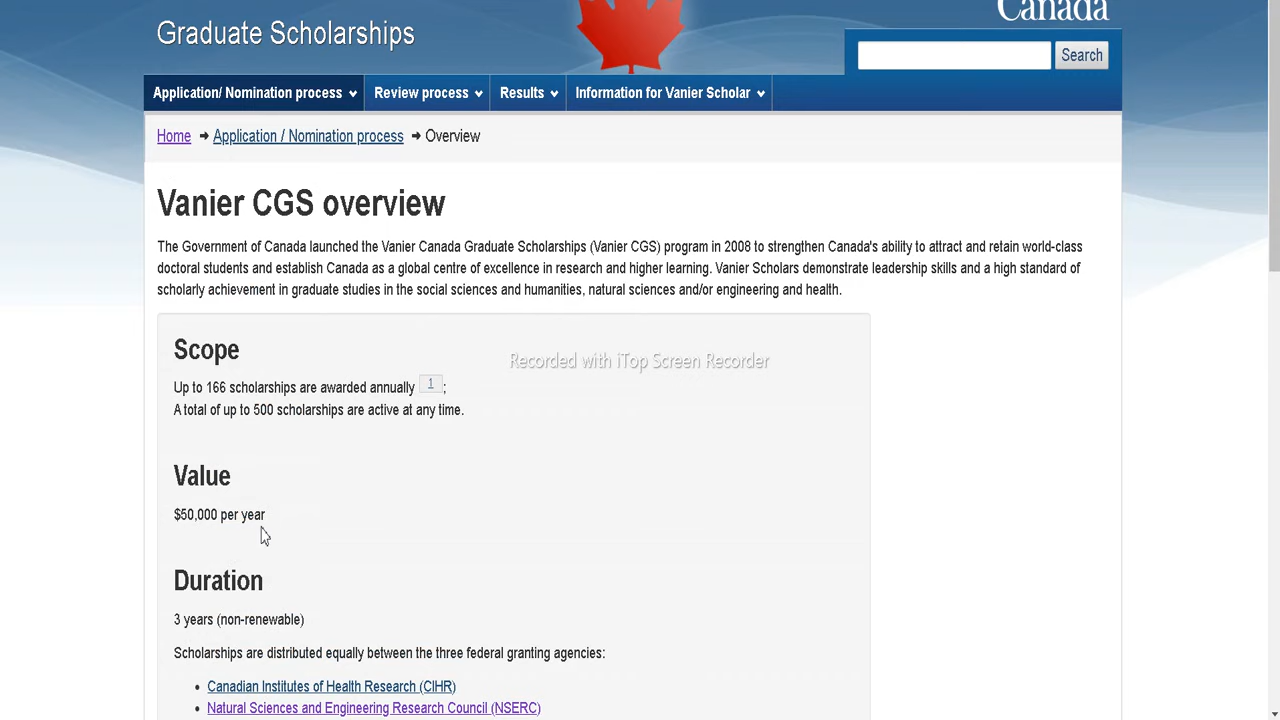 Canada
Graduate Scholarships
Search
Application/ Nomination process
Review process
Results
Information for Vanier Scholar
Home
Application / Nomination process
Overview
Vanier CGS overview
The Government of Canada launched the Vanier Canada Graduate Scholarships (Vanier CGS) program in 2008 to strengthen Canada's ability to attract and retain world-class
doctoral students and establish Canada as a global centre of excellence in research and higher learning. Vanier Scholars demonstrate leadership skills and a high standard of
scholarly achievement in graduate studies in the social sciences and humanities, natural sciences and/or engineering and health.
Scope
Recorded with iTop Screen Recorder
Up to 166 scholarships are awarded annually 1 ;
A total of up to 500 scholarships are active at any time.
Value
$50,000 per year
Duration
3 years (non-renewable)
Scholarships are distributed equally between the three federal granting agencies:
• Canadian Institutes of Health Research (CIHR)
• Natural Sciences and Engineering Research Council (NSERC)